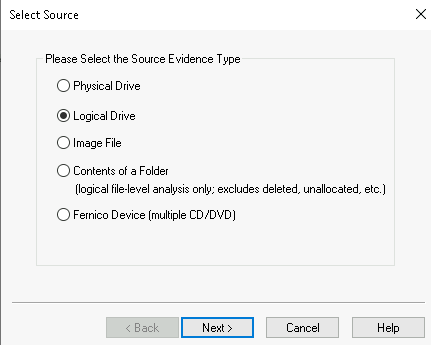 Select Source
Please Select the Source Evidence Type
Physical Drive
Logical Drive
Image File
Contents of a Folder
(logical file-level analysis only; excludes deleted, unallocated, etc.)
Fernico Device (multiple CD/DVD)
< Back Next > Cancel Help